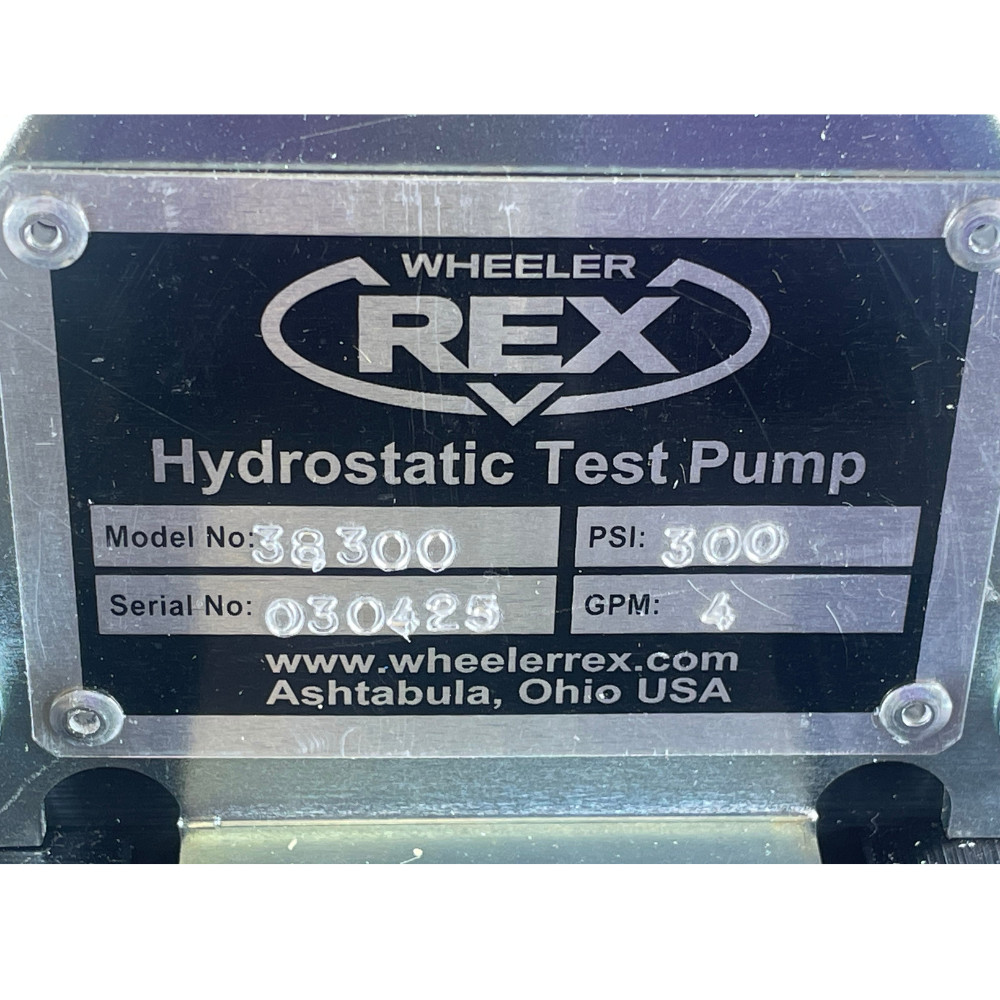 WHEELER
REX
Hydrostatic Test Pump
Model No: 38300 PSI: 300
Serial No: 030425 GPM: 4
www.wheelerrex.com
Ashtabula, Ohio USA